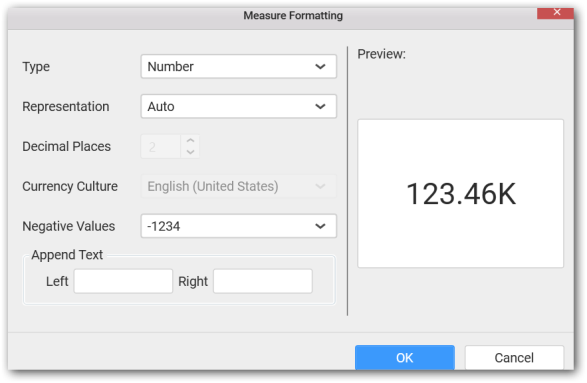 Measure Formatting
Type
Number
Preview:
Representation
Auto
Decimal Places
2
Currency Culture
English (United States)
Negative Values
-1234
123.46K
Append Text
Left
Right
OK
Cancel